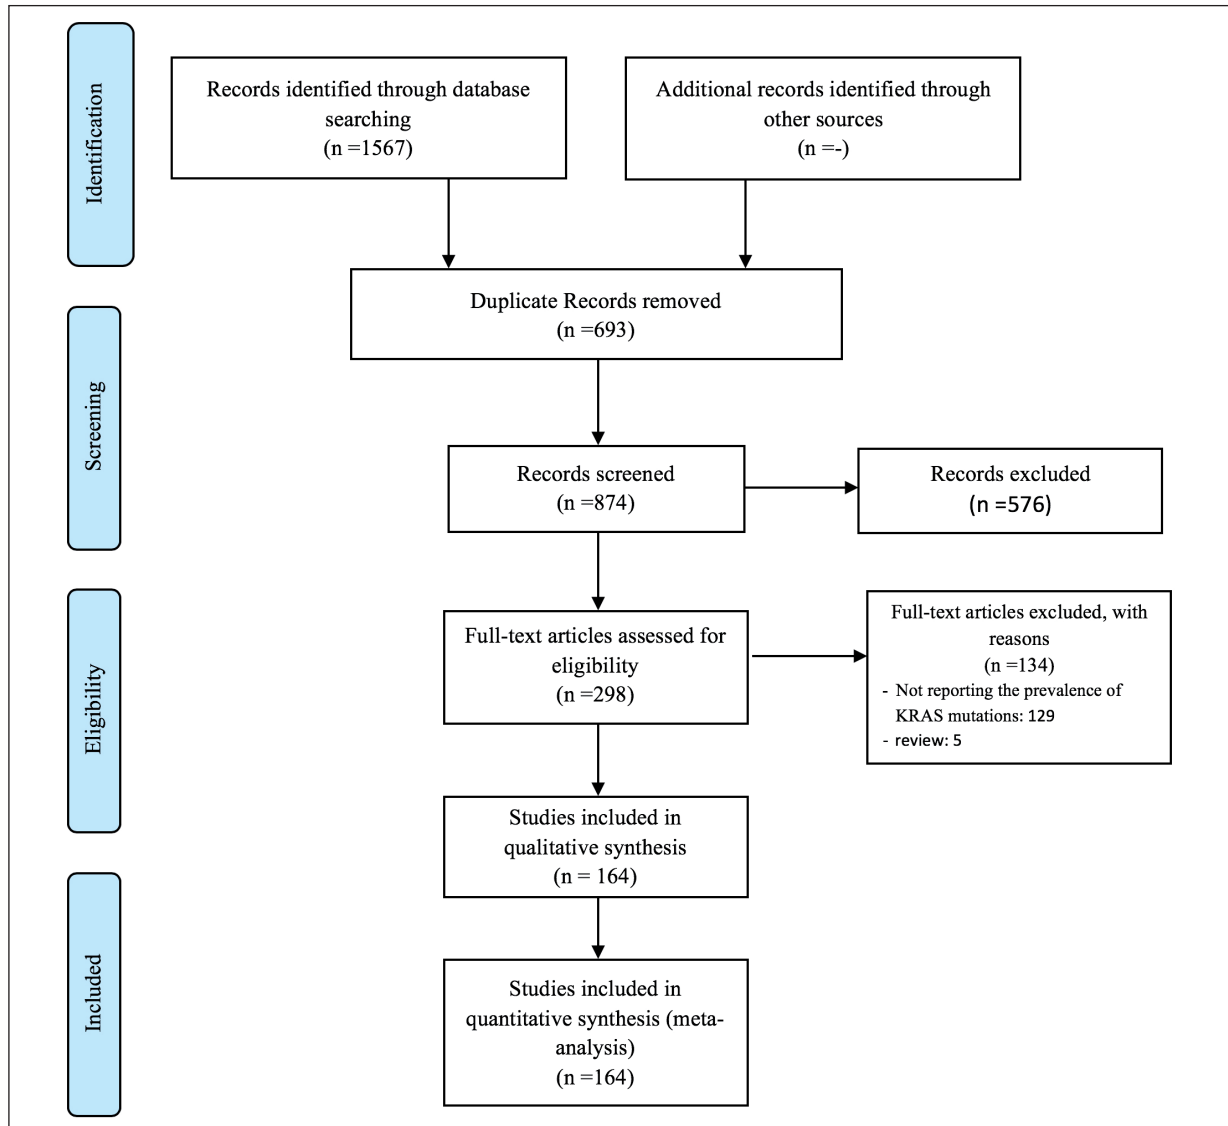 Identification
Records identified through database
searching
(n =1567)
Additional records identified through
other sources
(n =-)
Duplicate Records removed
(n =693)
Screening
Records screened
(n =874)
Records excluded
(n =576)
Eligibility
Full-text articles assessed for
eligibility
(n =298)
Full-text articles excluded, with
reasons
(n =134)
- Not reporting the prevalence of
KRAS mutations: 129
- review: 5
Studies included in
qualitative synthesis
(n = 164)
Included
Studies included in
quantitative synthesis (meta-
analysis)
(n =164)